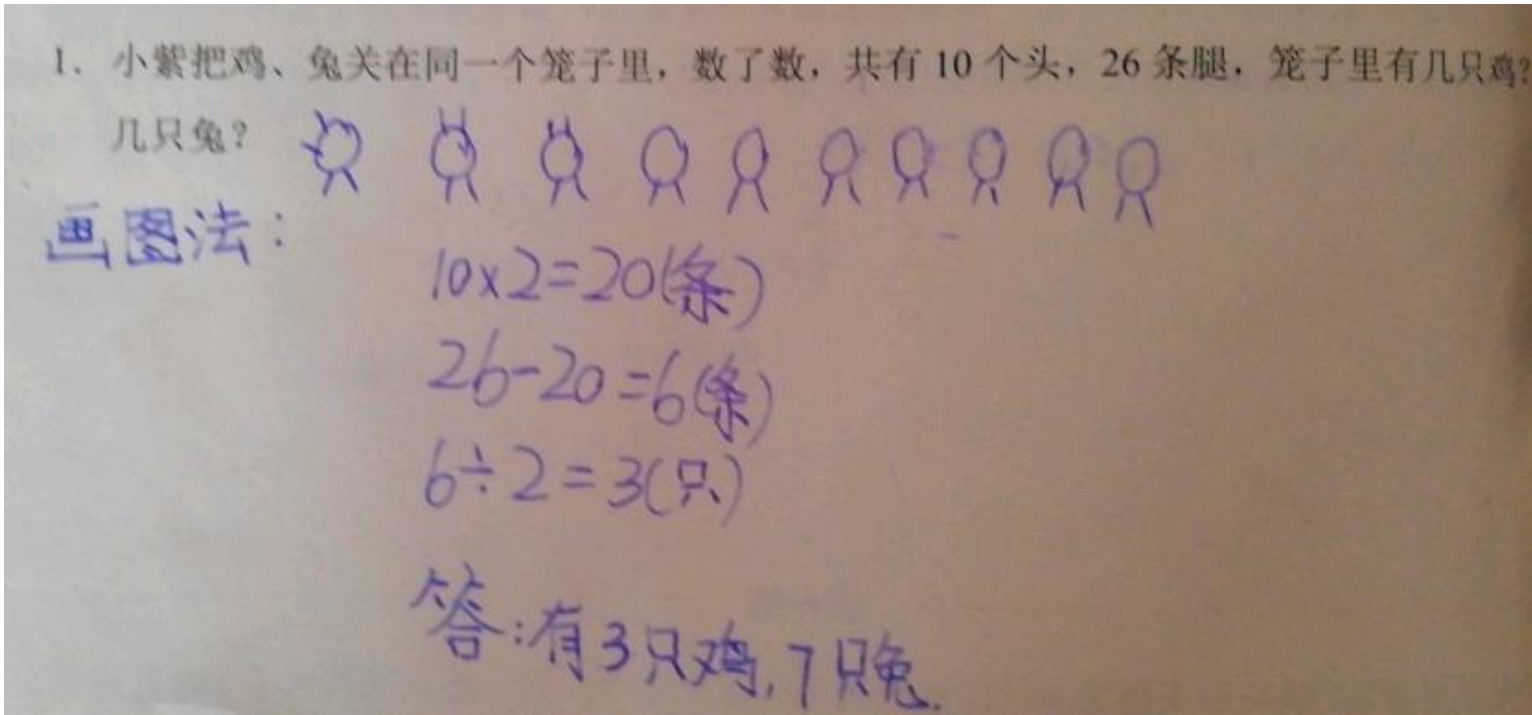 1. 小紫把鸡、兔关在同一个笼子里，数了数，共有 10 个头，26 条腿，笼子里有几只鸡？
几只兔？
画图法：
10×2=20(条)
26-20=6(条)
6÷2=3(只)
答：有3只鸡，7只兔.